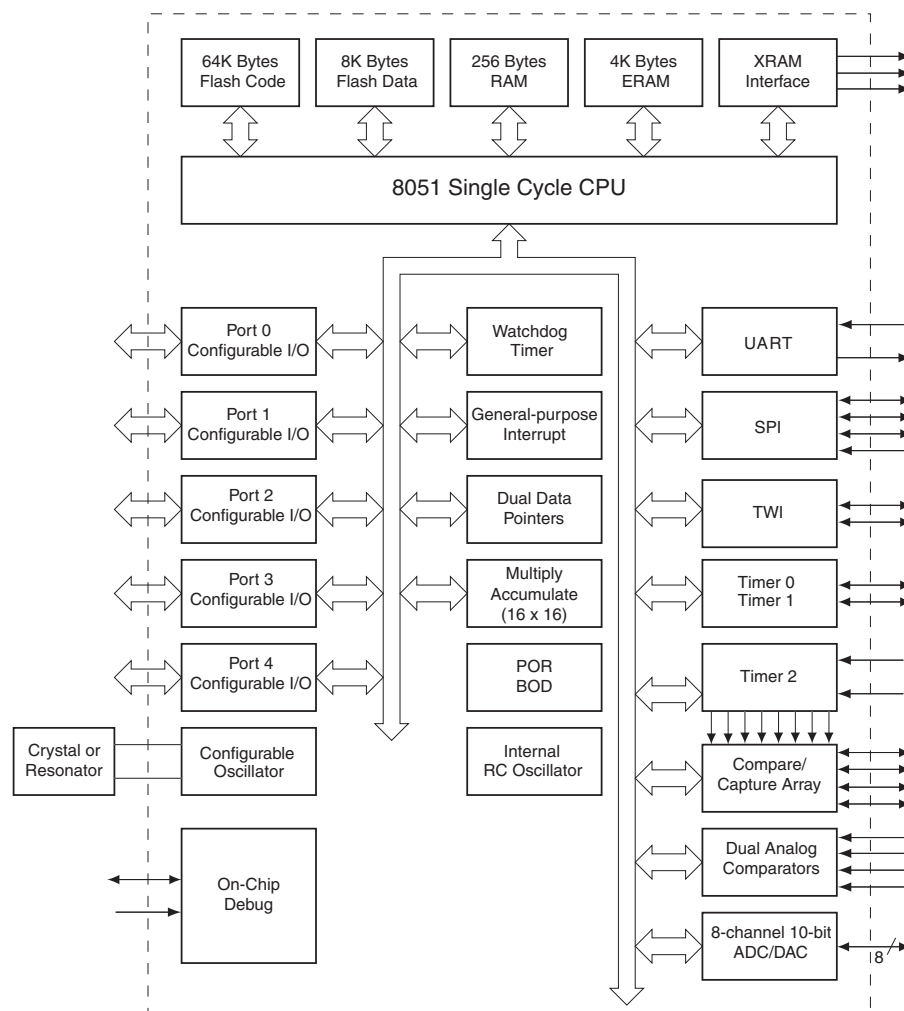 64K Bytes
Flash Code
8K Bytes
Flash Data
256 Bytes
RAM
4K Bytes
ERAM
XRAM
Interface
8051 Single Cycle CPU
Port 0
Configurable I/O
Watchdog
Timer
UART
Port 1
Configurable I/O
General-purpose
Interrupt
SPI
Port 2
Configurable I/O
Dual Data
Pointers
TWI
Port 3
Configurable I/O
Multiply
Accumulate
(16 x 16)
Timer 0
Timer 1
Port 4
Configurable I/O
POR
BOD
Timer 2
Crystal or
Resonator
Configurable
Oscillator
Internal
RC Oscillator
Compare/
Capture Array
On-Chip
Debug
Dual Analog
Comparators
8-channel 10-bit
ADC/DAC
8